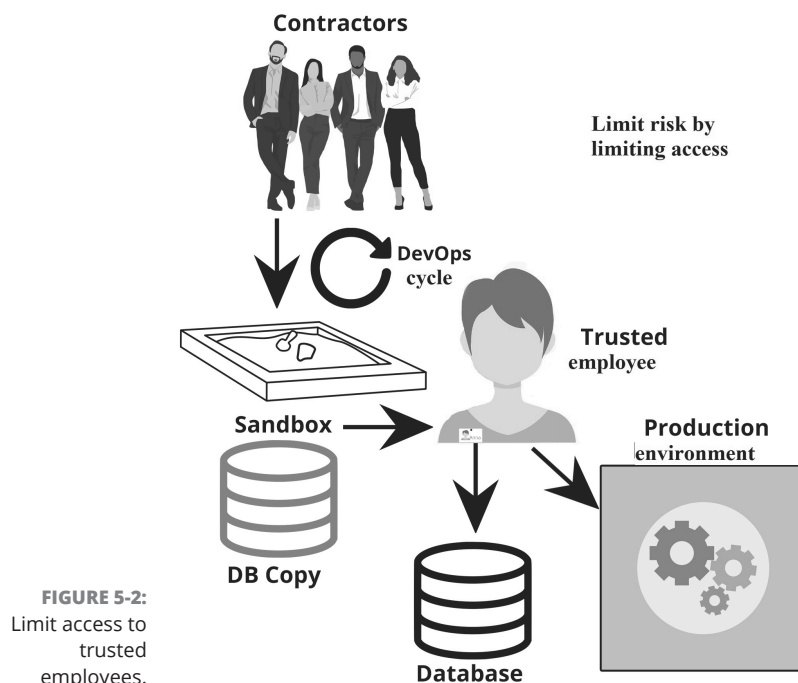 Contractors
Limit risk by
limiting access
DevOps
cycle
Trusted
employee
Sandbox
Production
environment
DB Copy
Database
FIGURE 5-2:
Limit access to
trusted
employees.